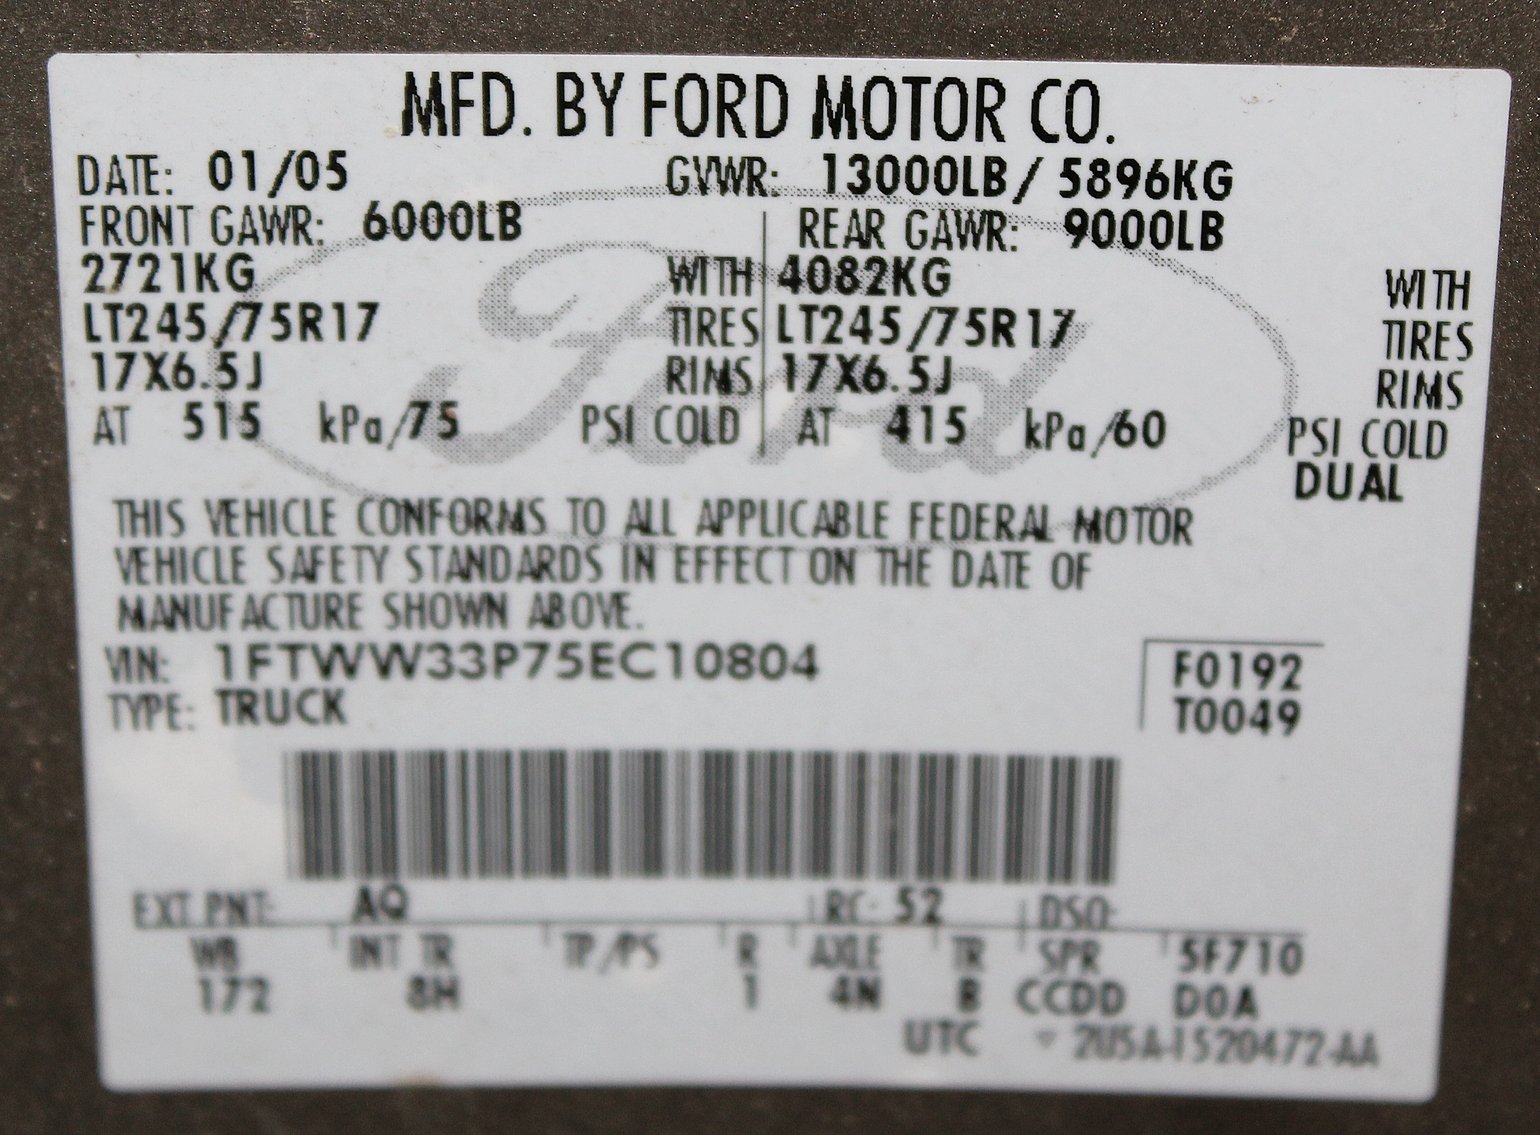 MFD. BY FORD MOTOR CO.
DATE: 01/05 GVWR: 13000LB/ 5896KG
FRONT GAWR: 6000LB REAR GAWR: 9000LB
2721KG WITH 4082KG WITH
LT245/75R17 TIRES LT245/75R17 TIRES
17X6.5J RIMS 17X6.5J RIMS
AT 515 kPa/75 PSI COLD AT 415 kPa/60 PSI COLD
DUAL
Ford
THIS VEHICLE CONFORMS TO ALL APPLICABLE FEDERAL MOTOR
VEHICLE SAFETY STANDARDS IN EFFECT ON THE DATE OF
MANUFACTURE SHOWN ABOVE.
VIN: 1FTWW33P75EC10804 F0192
TYPE: TRUCK T0049
EXT PNT: AQ RC: 52 DSO:
WB INT TR TP/PS R AXLE TR SPR 5F710
172 8H 1 4N B CCDD D0A
UTC ▽ 2U5A-1520472-AA